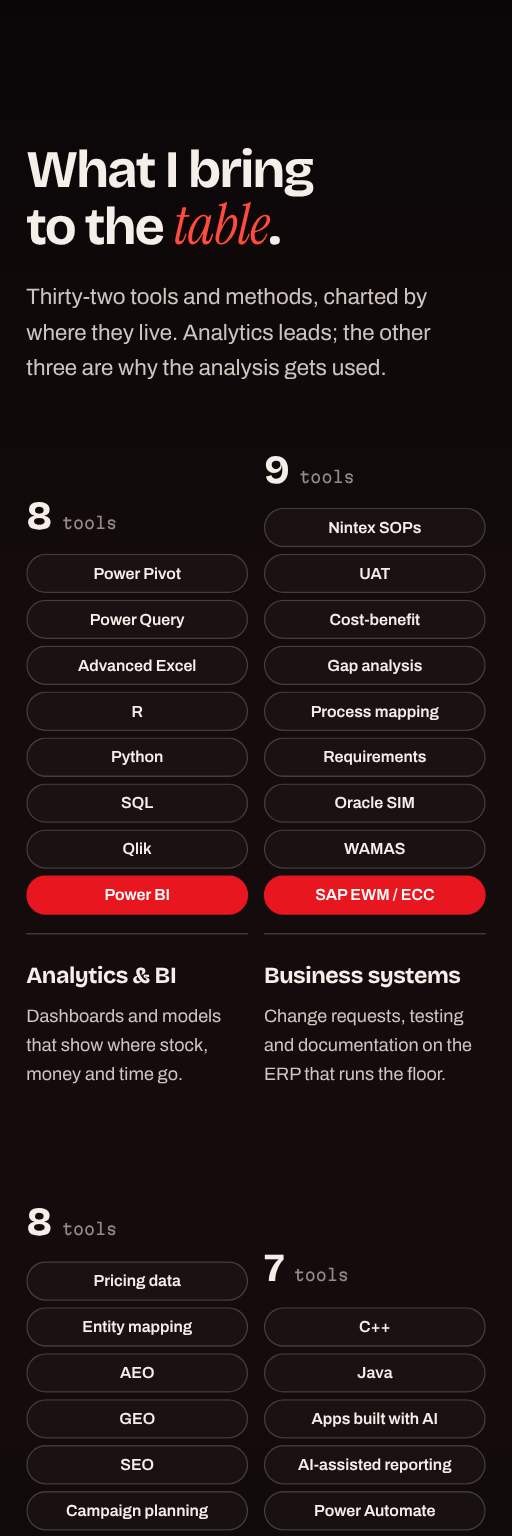 What I bring
to the table.
Thirty-two tools and methods, charted by
where they live. Analytics leads; the other
three are why the analysis gets used.
8 tools
Power Pivot
Power Query
Advanced Excel
R
Python
SQL
Qlik
Power BI
Analytics & BI
Dashboards and models
that show where stock,
money and time go.
9 tools
Nintex SOPs
UAT
Cost-benefit
Gap analysis
Process mapping
Requirements
Oracle SIM
WAMAS
SAP EWM / ECC
Business systems
Change requests, testing
and documentation on the
ERP that runs the floor.
8 tools
Pricing data
Entity mapping
AEO
GEO
SEO
Campaign planning
7 tools
C++
Java
Apps built with AI
AI-assisted reporting
Power Automate